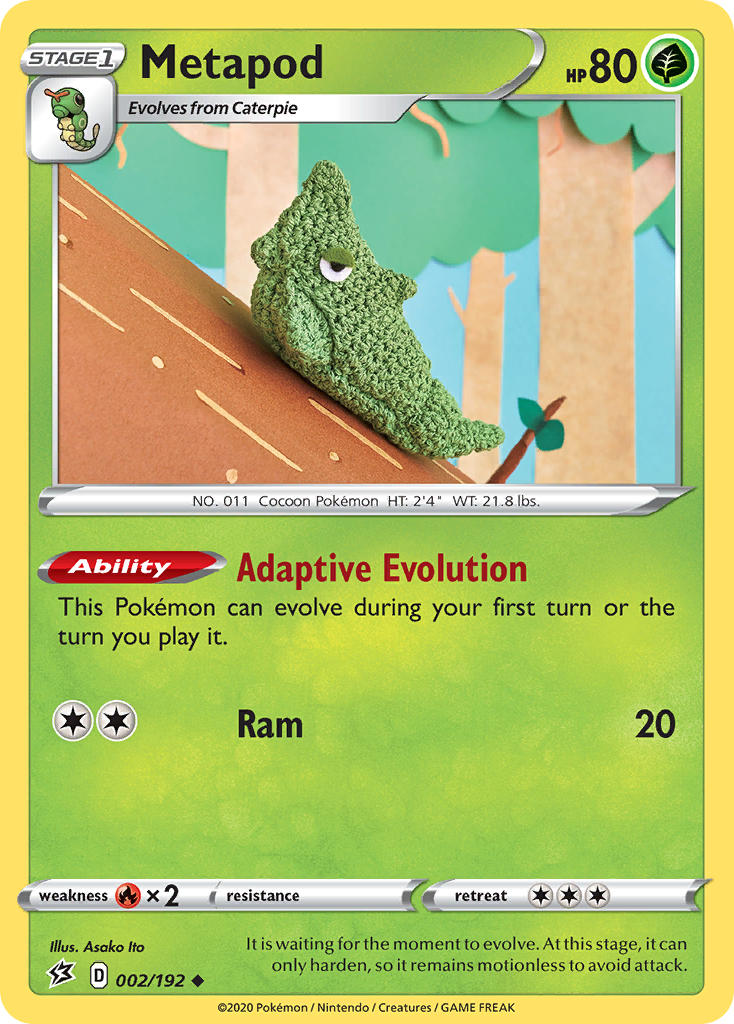 STAGE1
Metapod
HP80
Evolves from Caterpie
NO. 011 Cocoon Pokémon HT: 2'4" WT: 21.8 lbs.
Ability Adaptive Evolution
This Pokémon can evolve during your first turn or the
turn you play it.
Ram 20
weakness ×2 resistance retreat
Illus. Asako Ito
It is waiting for the moment to evolve. At this stage, it can
only harden, so it remains motionless to avoid attack.
D 002/192
©2020 Pokémon / Nintendo / Creatures / GAME FREAK